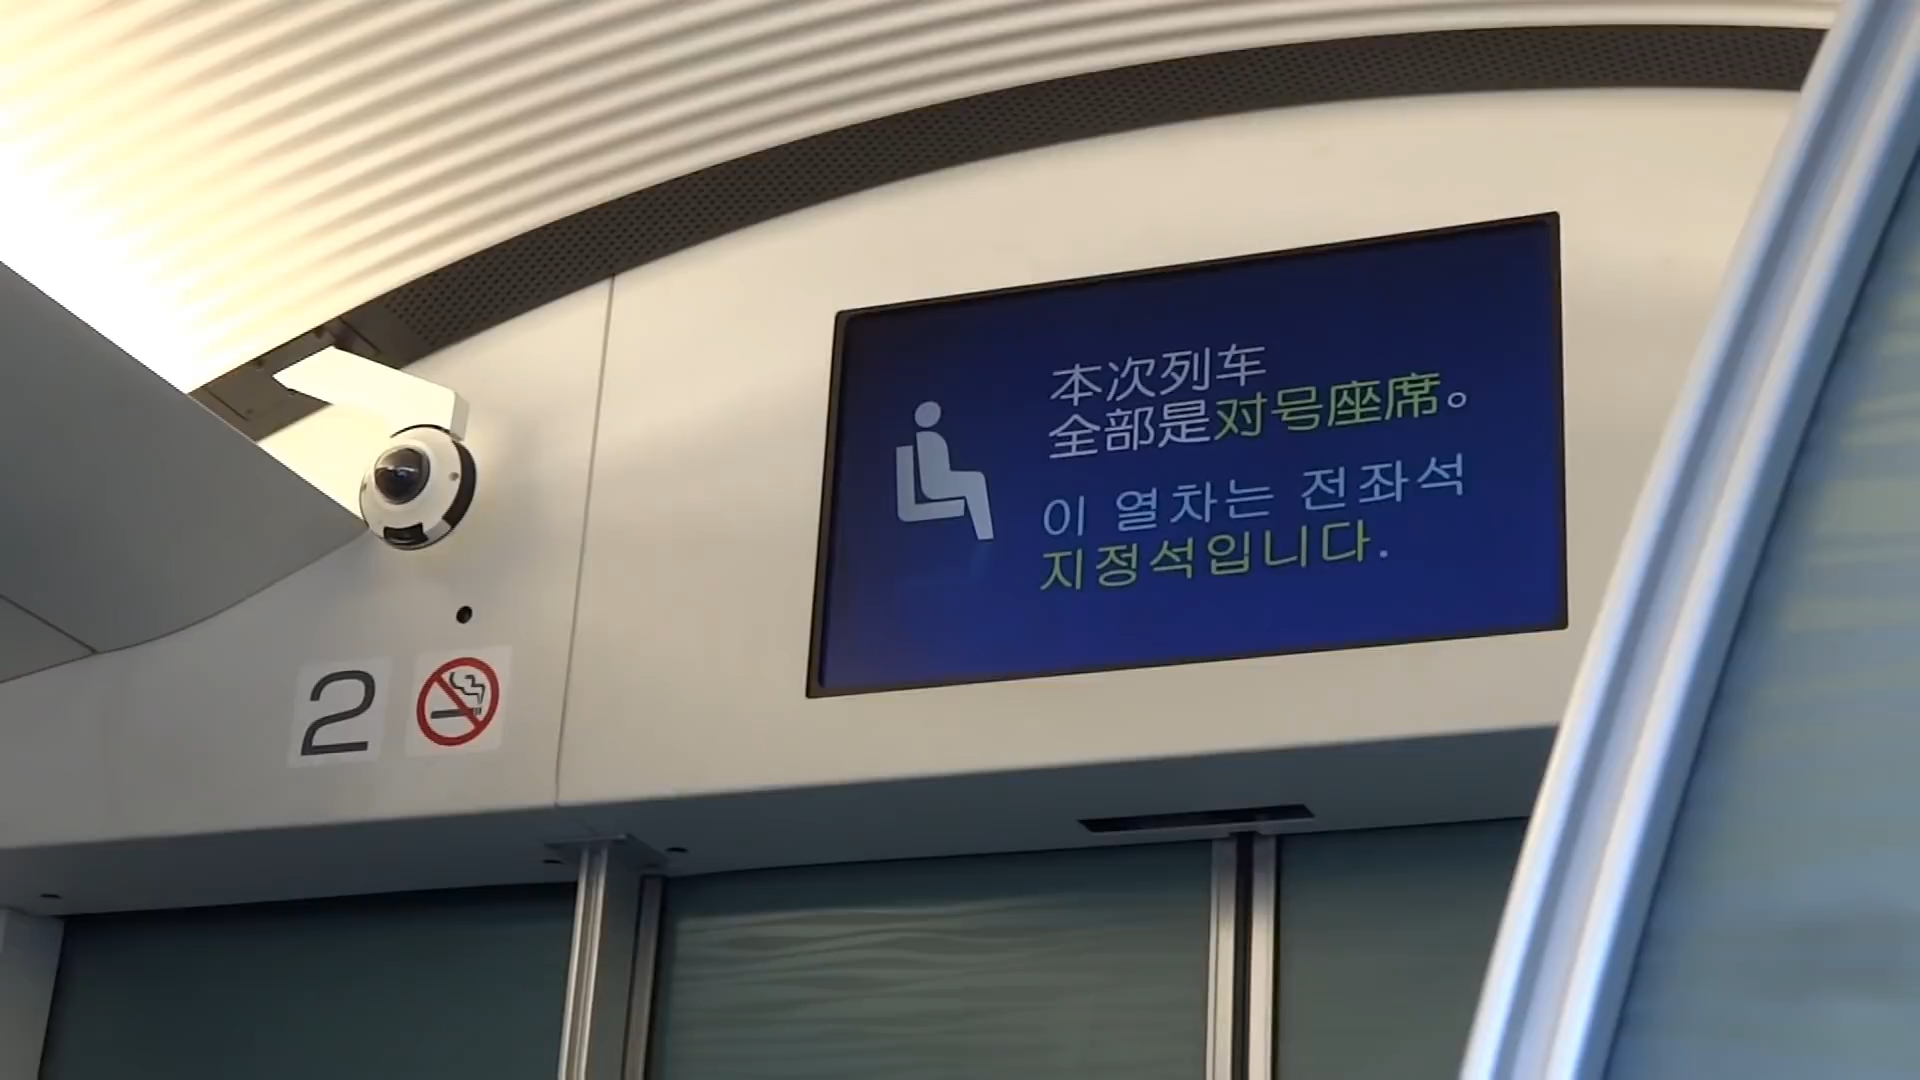 本次列车
全部是对号座席。
이 열차는 전좌석
지정석입니다.
2